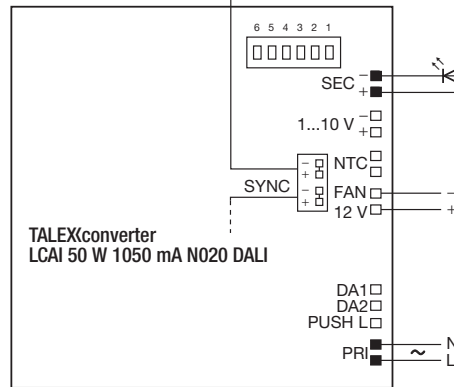 6 5 4 3 2 1
SEC − +
1...10 V − +
NTC
− +
SYNC − +
FAN −
12 V +
TALEXXconverter
LCAI 50 W 1050 mA N020 DALI
DA1
DA2
PUSH L
PRI ~ N L